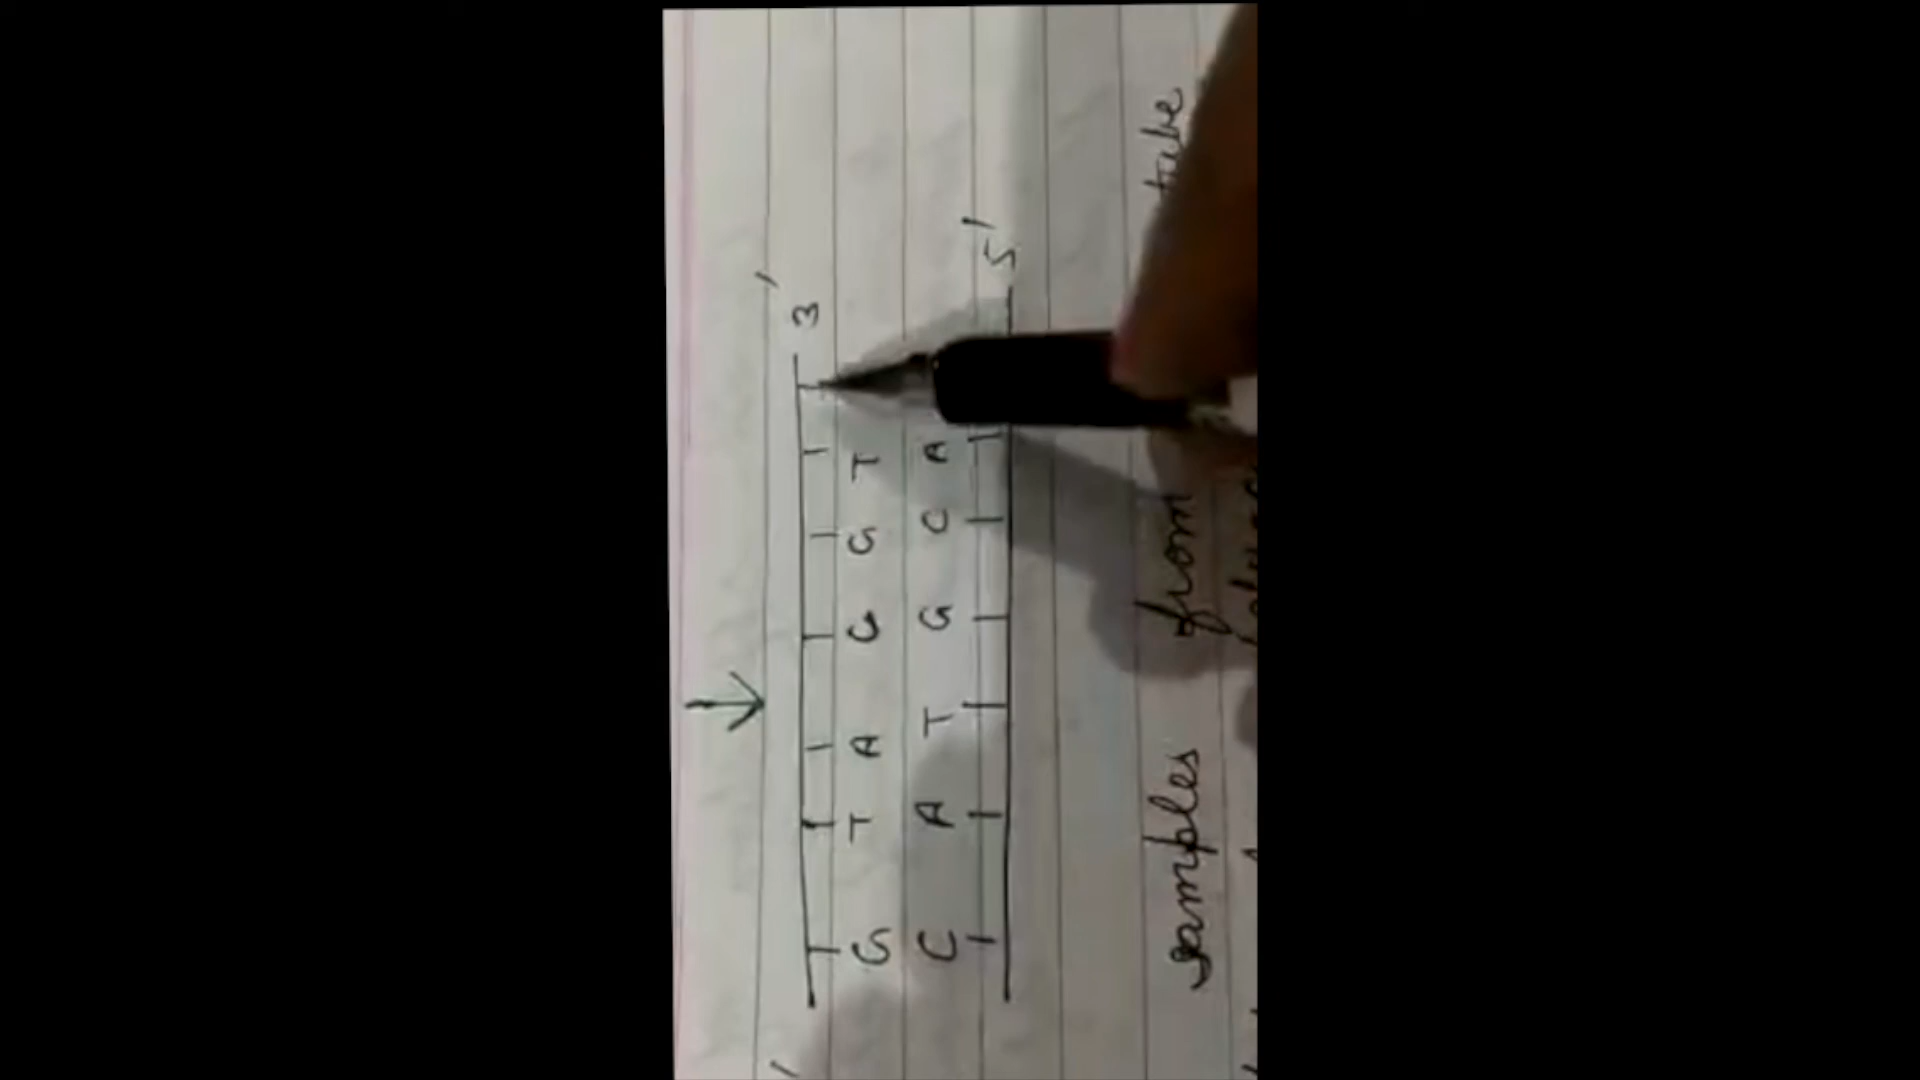 3'
G T A C G T
C A T G C A
5'
samples from tube